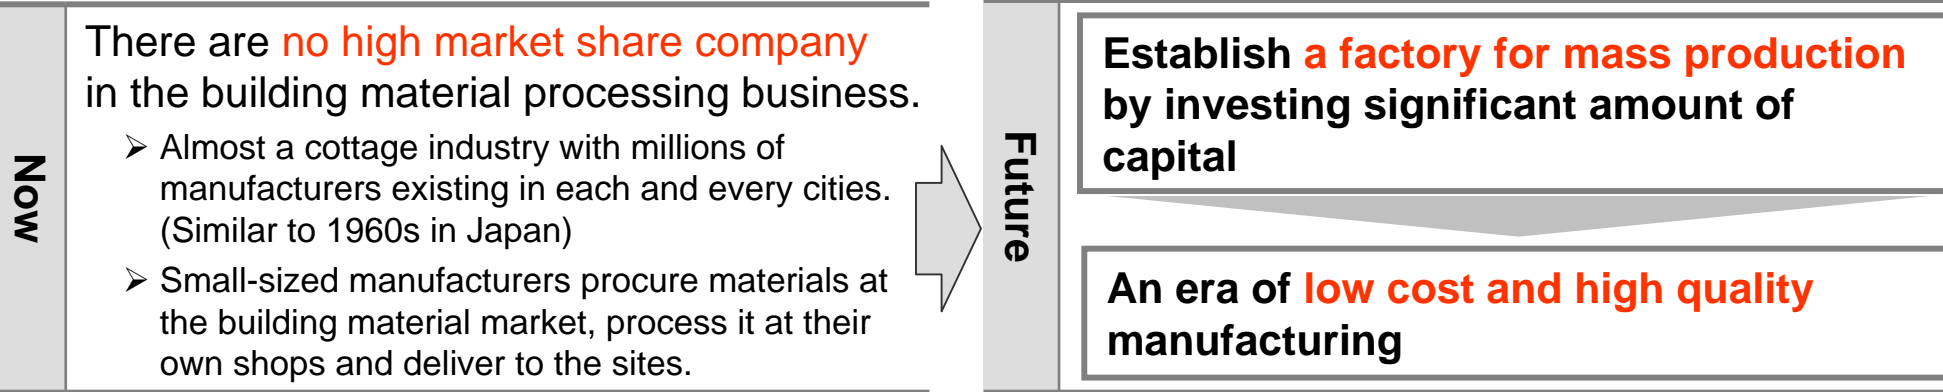 Now
There are no high market share company
in the building material processing business.
➢ Almost a cottage industry with millions of
manufacturers existing in each and every cities.
(Similar to 1960s in Japan)
➢ Small-sized manufacturers procure materials at
the building material market, process it at their
own shops and deliver to the sites.
Future
Establish a factory for mass production
by investing significant amount of
capital
An era of low cost and high quality
manufacturing